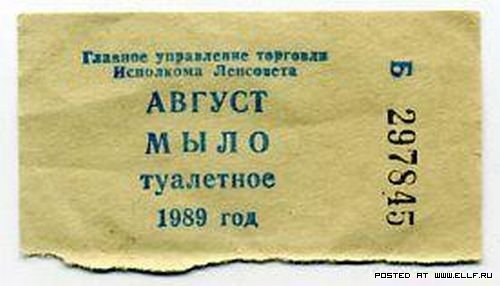 Главное управление торговли
Исполкома Ленсовета
АВГУСТ
МЫЛО
туалетное
1989 год
Б 297845
POSTED AT WWW.ELLF.RU